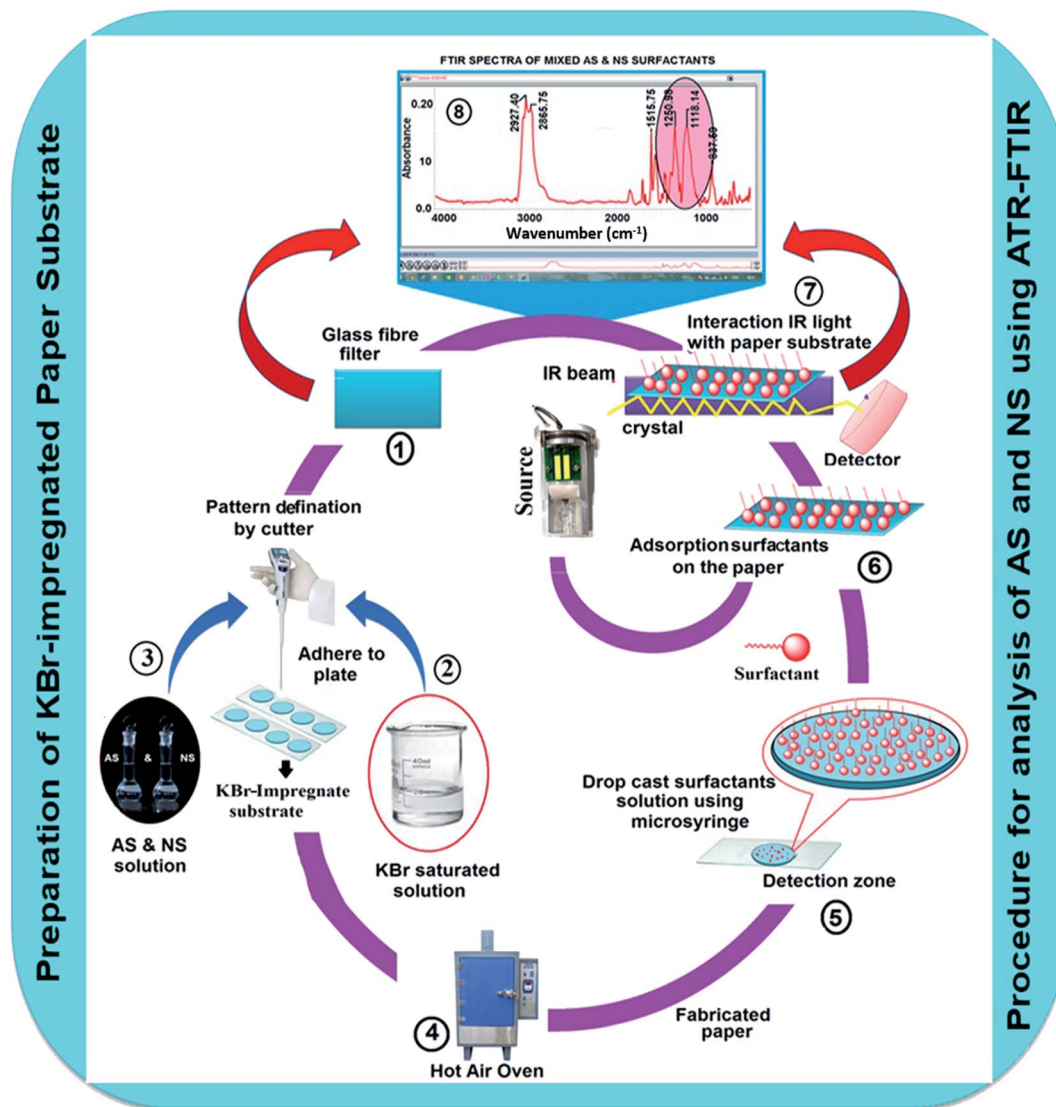 Preparation of KBr-impregnated Paper Substrate
FTIR SPECTRA OF MIXED AS & NS SURFACTANTS
8
Absorbance
0.20
10
0.0
2927.40
2865.75
1515.75
1250.98
1118.14
837.59
4000
3000
2000
1000
Wavenumber (cm⁻¹)
Glass fibre
filter
1
Pattern defination
by cutter
3
2
Adhere to
plate
AS
&
NS
AS & NS
solution
KBr-Impregnate
substrate
40ml
KBr saturated
solution
4
Hot Air Oven
Fabricated
paper
5
Detection zone
Drop cast surfactants
solution using
microsyringe
Surfactant
6
Adsorption surfactants
on the paper
7
Interaction IR light
with paper substrate
IR beam
crystal
Source
Detector
Procedure for analysis of AS and NS using ATR-FTIR